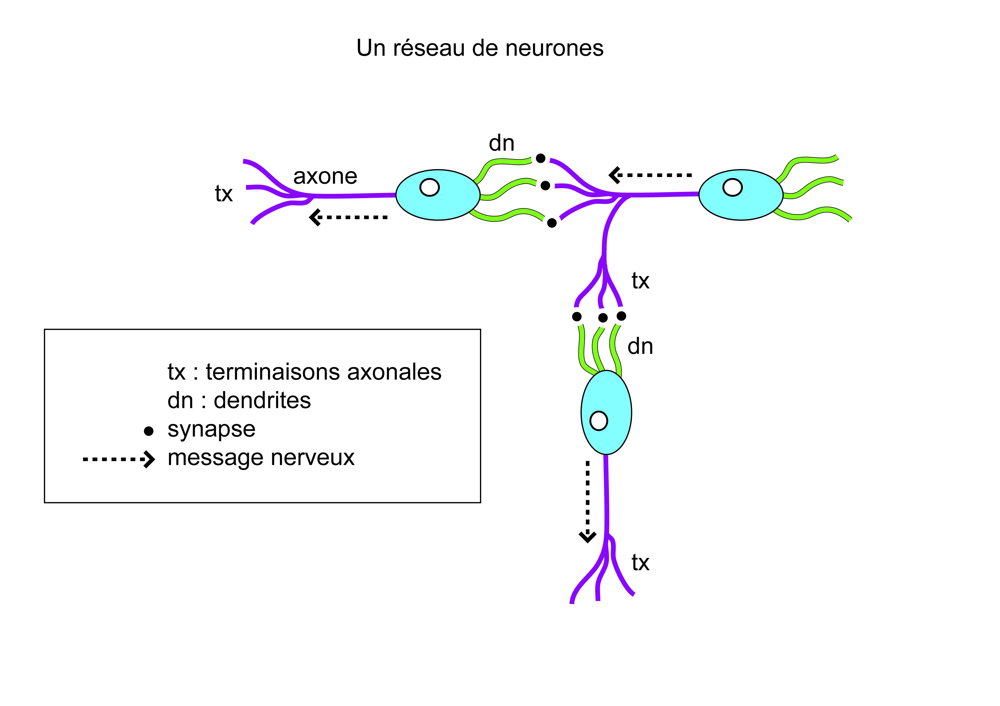 Un réseau de neurones
dn
axone
tx
tx
dn
tx : terminaisons axonales
dn : dendrites
synapse
message nerveux
tx